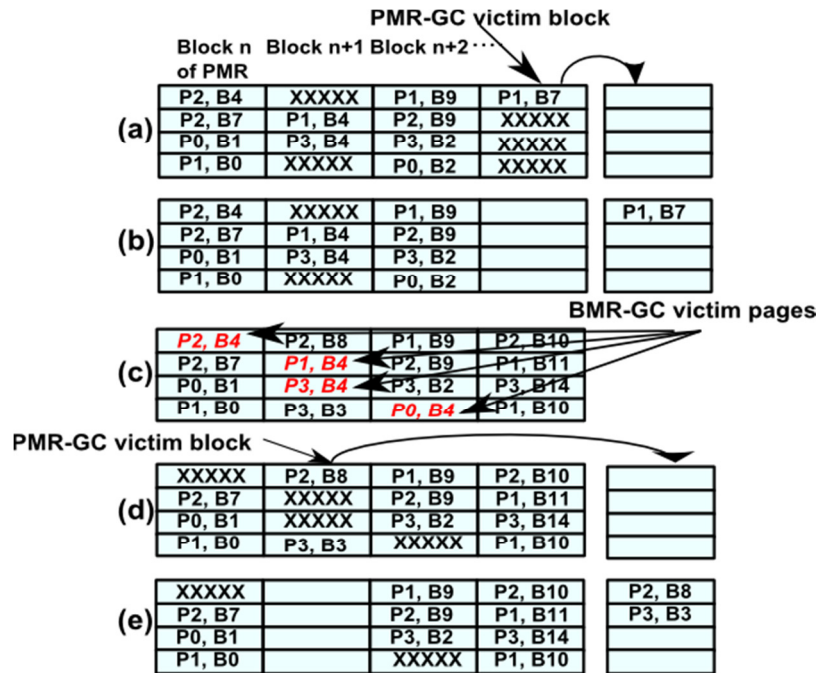 PMR-GC victim block
Block n of PMR Block n+1 Block n+2 ····
(a)
P2, B4 XXXXX P1, B9 P1, B7
P2, B7 P1, B4 P2, B9 XXXXX
P0, B1 P3, B4 P3, B2 XXXXX
P1, B0 XXXXX P0, B2 XXXXX
(b)
P2, B4 XXXXX P1, B9 P1, B7
P2, B7 P1, B4 P2, B9
P0, B1 P3, B4 P3, B2
P1, B0 XXXXX P0, B2
BMR-GC victim pages
(c)
P2, B4 P2, B8 P1, B9 P2, B10
P2, B7 P1, B4 P2, B9 P1, B11
P0, B1 P3, B4 P3, B2 P3, B14
P1, B0 P3, B3 P0, B4 P1, B10
PMR-GC victim block
(d)
XXXXX P2, B8 P1, B9 P2, B10
P2, B7 XXXXX P2, B9 P1, B11
P0, B1 XXXXX P3, B2 P3, B14
P1, B0 P3, B3 XXXXX P1, B10
(e)
XXXXX P1, B9 P2, B10 P2, B8
P2, B7 P2, B9 P1, B11 P3, B3
P0, B1 P3, B2 P3, B14
P1, B0 XXXXX P1, B10